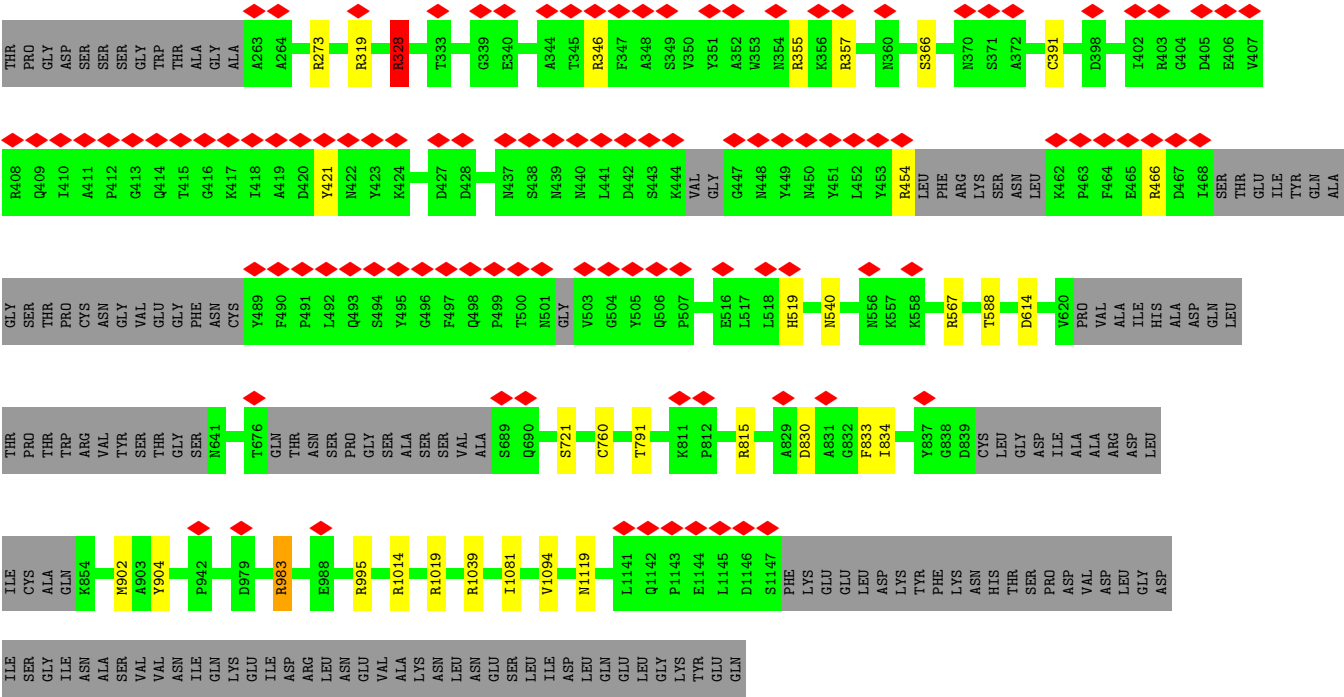 THR PRO GLY ASP SER SER SER GLY TRP THR ALA GLY ALA A263 A264 R273 R319 R328 T333 G339 E340 A344 T345 R346 F347 A348 S349 V350 Y351 A352 W353 N354 R355 K356 R357 N360 S366 N370 S371 A372 C391 D398 I402 R403 G404 D405 E406 V407
R408 Q409 I410 A411 P412 G413 Q414 T415 G416 K417 I418 A419 D420 Y421 N422 Y423 K424 D427 D428 N437 S438 N439 N440 L441 D442 S443 K444 VAL GLY G447 N448 Y449 N450 Y451 L452 Y453 R454 LEU PHE ARG LYS SER ASN LEU K462 P463 F464 E465 R466 D467 I468 SER THR GLU ILE TYR GLN ALA
GLY SER THR PRO CYS ASN GLY VAL GLU GLY PHE ASN CYS Y489 F490 P491 L492 Q493 S494 Y495 G496 F497 Q498 P499 T500 N501 GLY V503 G504 Y505 Q506 P507 E516 L517 L518 H519 N540 N556 K557 K558 R567 T588 D614 V620 PRO VAL ALA ILE HIS ALA ASP GLN LEU
THR PRO THR TRP ARG VAL TYR SER THR GLY SER N641 T676 GLN THR ASN SER PRO GLY SER ALA SER SER VAL ALA S689 Q690 S721 C760 T791 K811 P812 R815 A829 D830 A831 G832 F833 I834 Y837 G838 D839 CYS LEU GLY ASP ILE ALA ALA ARG ASP LEU
ILE CYS ALA GLN K854 M902 A903 Y904 P942 D979 R983 E988 R995 R1014 R1019 R1039 I1081 V1094 N1119 L1141 Q1142 P1143 E1144 L1145 D1146 S1147 PHE LYS GLU GLU LEU ASP LYS TYR PHE LYS ASN HIS THR SER PRO ASP VAL ASP LEU GLY ASP
ILE SER GLY ILE ASN ALA SER VAL VAL ASN ILE GLN LYS GLU ILE ASP ARG LEU ASN GLU VAL ALA LYS ASN LEU ASN GLU SER LEU ILE ASP LEU GLN GLU LEU GLY LYS TYR GLU GLN